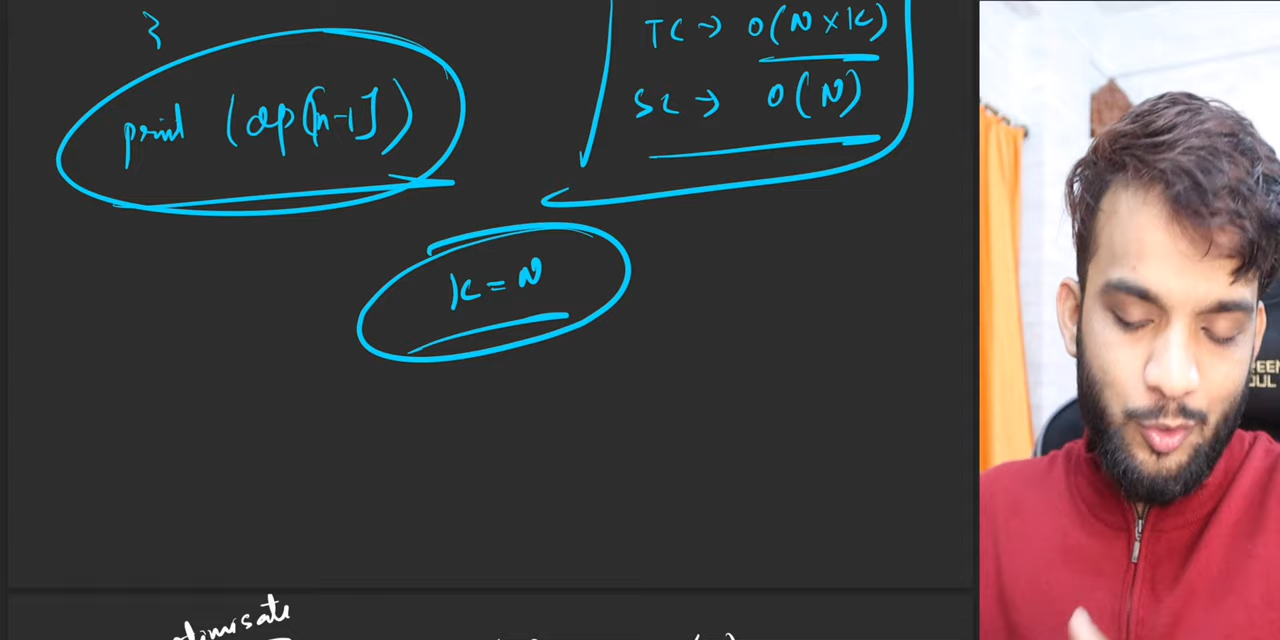 }
print (dp[n-1])
TC → O(N×K)
SC → O(N)
K = N